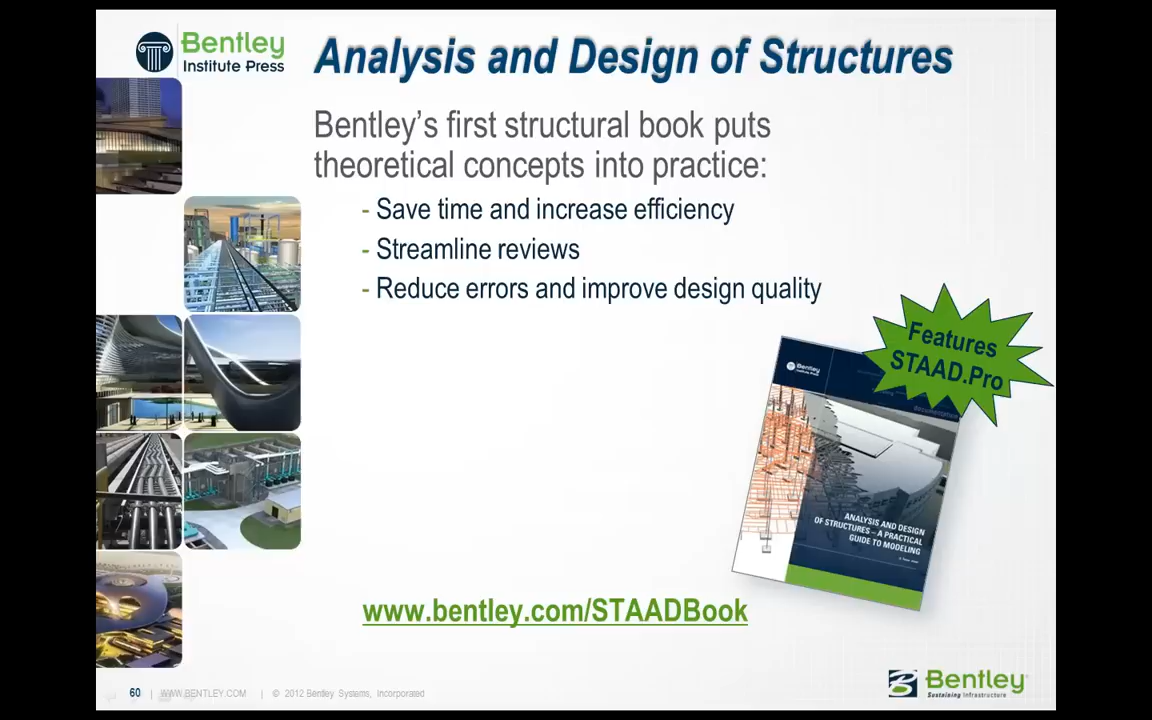 Bentley
Institute Press
Analysis and Design of Structures
Bentley's first structural book puts
theoretical concepts into practice:
- Save time and increase efficiency
- Streamline reviews
- Reduce errors and improve design quality
Features
STAAD.Pro
Bentley
Institute Press
ANALYSIS AND DESIGN
OF STRUCTURES – A PRACTICAL
GUIDE TO MODELING
www.bentley.com/STAADBook
60 | WWW.BENTLEY.COM | © 2012 Bentley Systems, Incorporated
Bentley
Sustaining Infrastructure